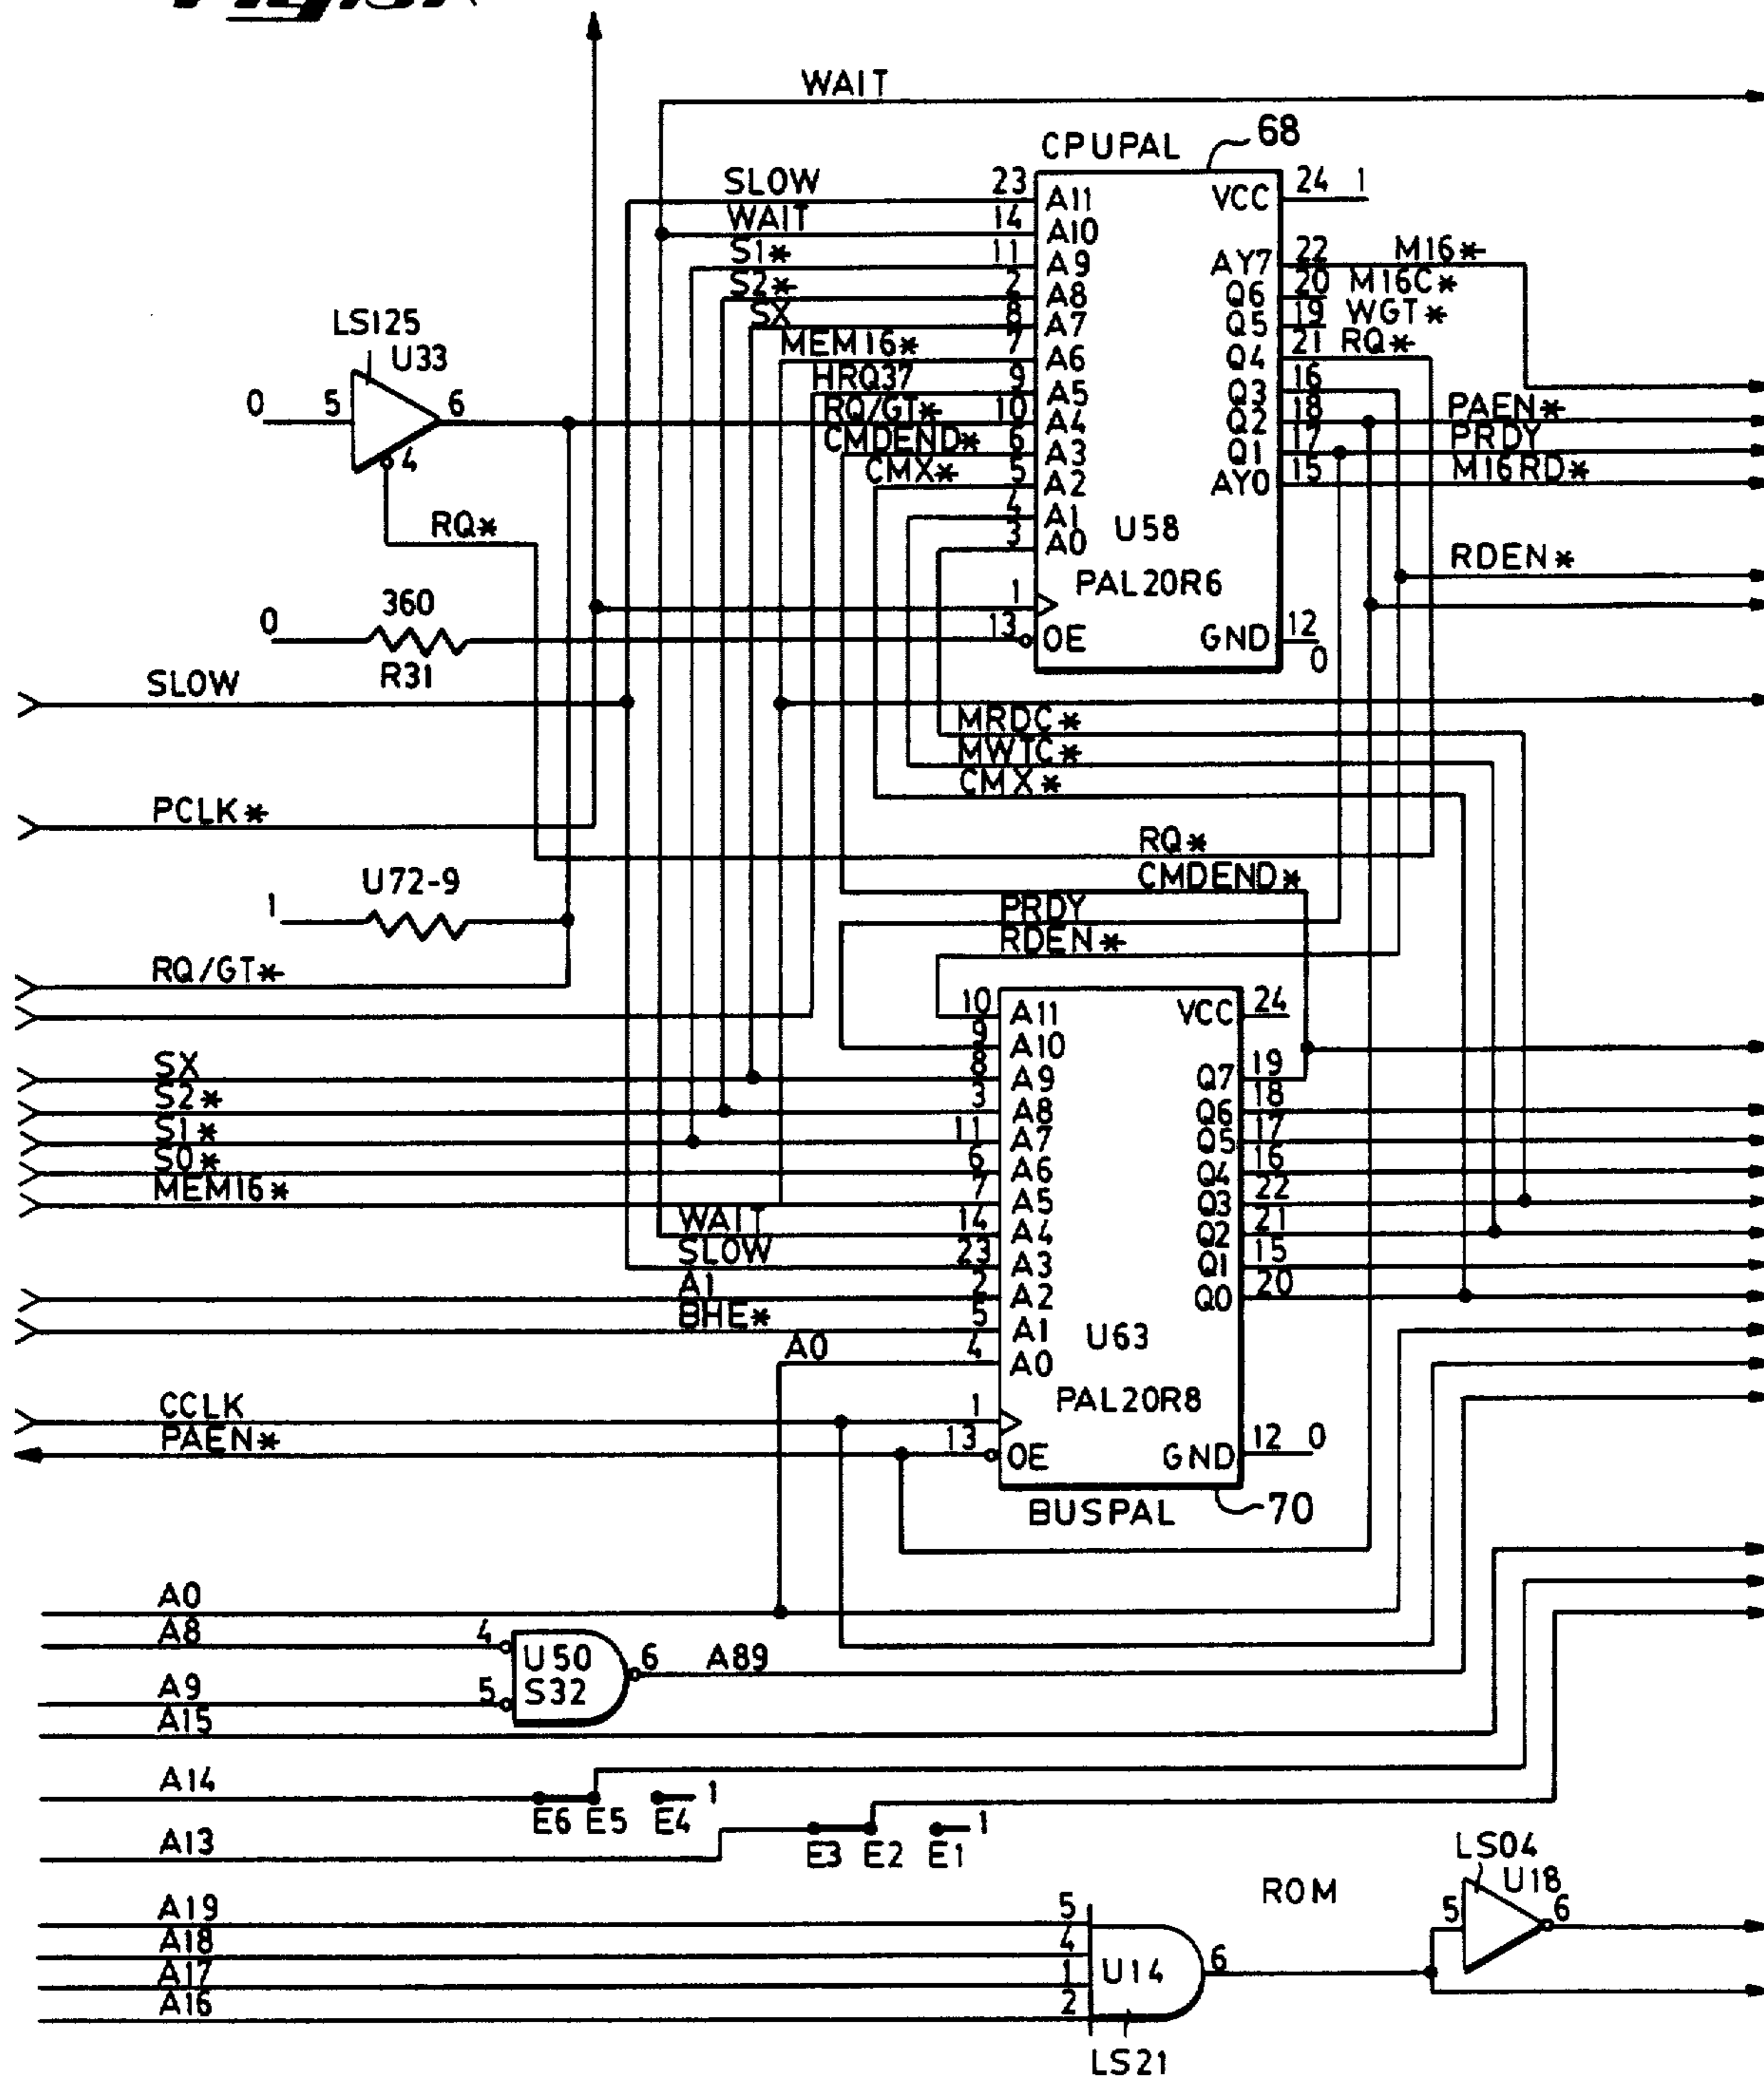 WAIT
CPUPAL 68
SLOW 23 A11 VCC 24 1
WAIT 14 A10
S1* 11 A9 AY7 22 M16*
S2* 2 A8 Q6 20 M16C*
SX 8 A7 Q5 19 WGT*
LS125
U33
MEM16* 7 A6 Q4 21 RQ*
HRQ37 9 A5 Q3 16
0 5 6 RQ/GT* 10 A4 Q2 18 PAEN*
4 CMDEND* 6 A3 Q1 17 PRDY
CMX* 5 A2 AY0 15 M16RD*
4 A1 U58
RQ* 3 A0
RDEN*
PAL20R6
360 1
0 13 OE GND 12
0
R31
SLOW
MRDC*
MWTC*
CMX*
PCLK*
RQ*
U72-9 CMDEND*
1 PRDY
RDEN*
RQ/GT*
10 A11 VCC 24
9 A10
SX 8 A9 Q7 19
S2* 3 A8 Q6 18
S1* 11 A7 Q5 17
S0* 6 A6 Q4 16
MEM16* 7 A5 Q3 22
WAIT 14 A4 Q2 21
SLOW 23 A3 Q1 15
A1 2 A2 Q0 20
BHE* 5 A1 U63
A0 4 A0
PAL20R8
CCLK 1
PAEN* 13 OE GND 12 0
BUSPAL 70
A0
A8 4 U50 6 A89
A9 5 S32
A15
A14 1
E6 E5 E4
A13 1
E3 E2 E1
LS04
U18
ROM
A19 5 5 6
A18 4
A17 1 U14 6
A16 2
LS21